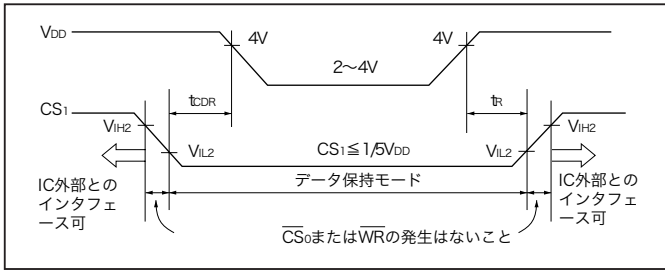 VDD
4V
4V
2〜4V
CS1
tCDR
tR
VIH2
VIH2
VIL2
CS1≦1/5VDD
VIL2
データ保持モード
IC外部との
インタフェ
ース可
IC外部との
インタフェ
ース可
CS0またはWRの発生はないこと